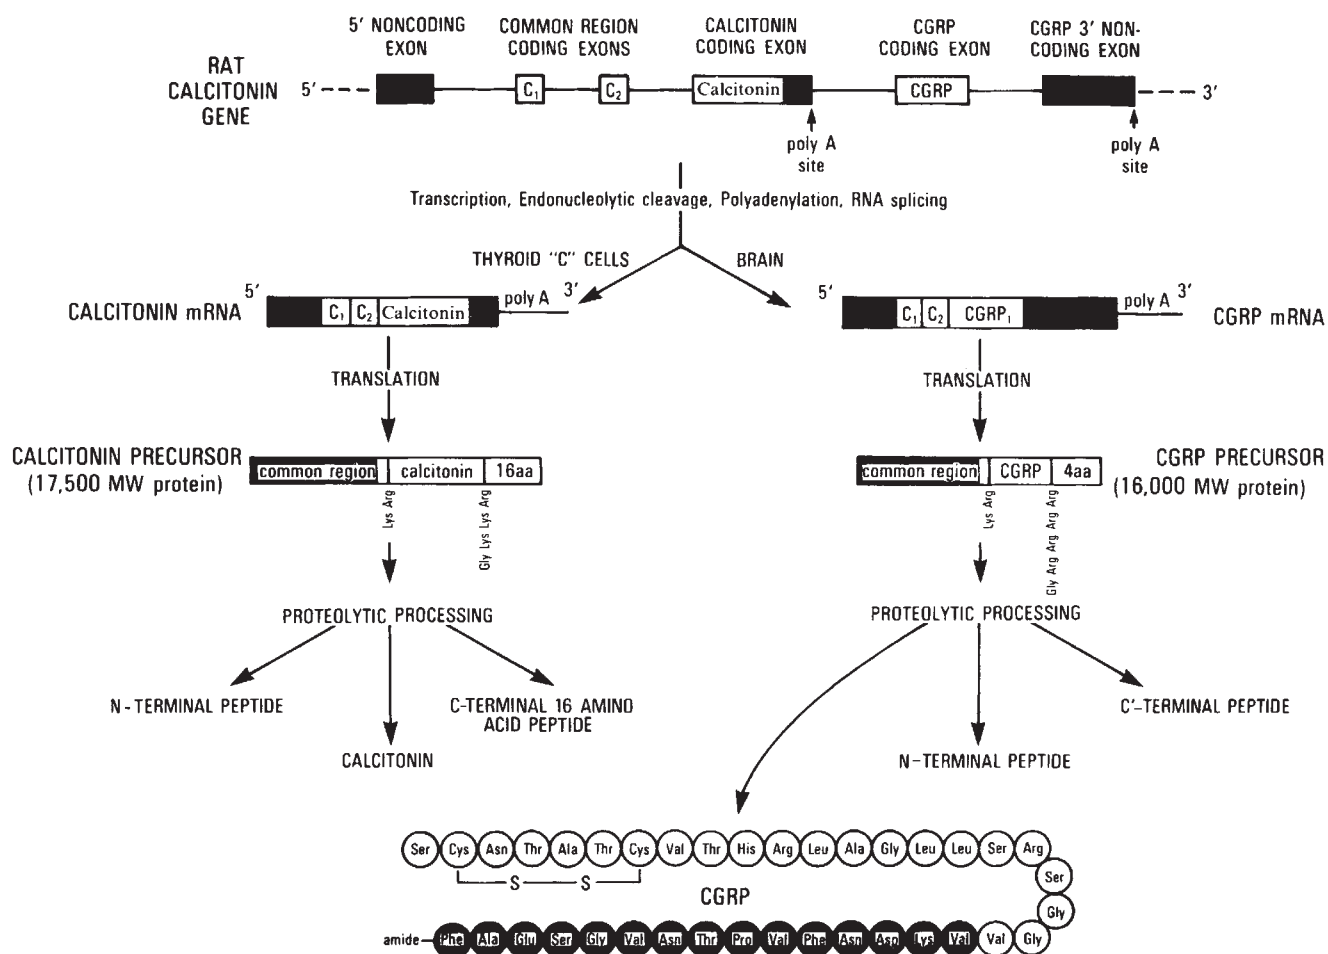 5′ NONCODING
EXON
COMMON REGION
CODING EXONS
CALCITONIN
CODING EXON
CGRP
CODING EXON
CGRP 3′ NON-
CODING EXON
RAT
CALCITONIN
GENE
5′
C₁
C₂
Calcitonin
CGRP
3′
poly A
site
poly A
site
Transcription, Endonucleolytic cleavage, Polyadenylation, RNA splicing
THYROID "C" CELLS
BRAIN
CALCITONIN mRNA
5′
C₁
C₂
Calcitonin
poly A
3′
5′
C₁
C₂
CGRP₁
poly A
3′
CGRP mRNA
TRANSLATION
TRANSLATION
CALCITONIN PRECURSOR
(17,500 MW protein)
common region
calcitonin
16aa
Lys Arg
Gly Lys Lys Arg
common region
CGRP
4aa
Lys Arg
Gly Arg Arg Arg Arg
CGRP PRECURSOR
(16,000 MW protein)
PROTEOLYTIC PROCESSING
PROTEOLYTIC PROCESSING
N-TERMINAL PEPTIDE
CALCITONIN
C-TERMINAL 16 AMINO
ACID PEPTIDE
N-TERMINAL PEPTIDE
C′-TERMINAL PEPTIDE
Ser Cys Asn Thr Ala Thr Cys Val Thr His Arg Leu Ala Gly Leu Leu Ser Arg
Ser
Gly
S S
CGRP
amide Phe Ala Glu Ser Gly Val Asn Thr Pro Val Phe Asn Asp Lys Val Val Gly